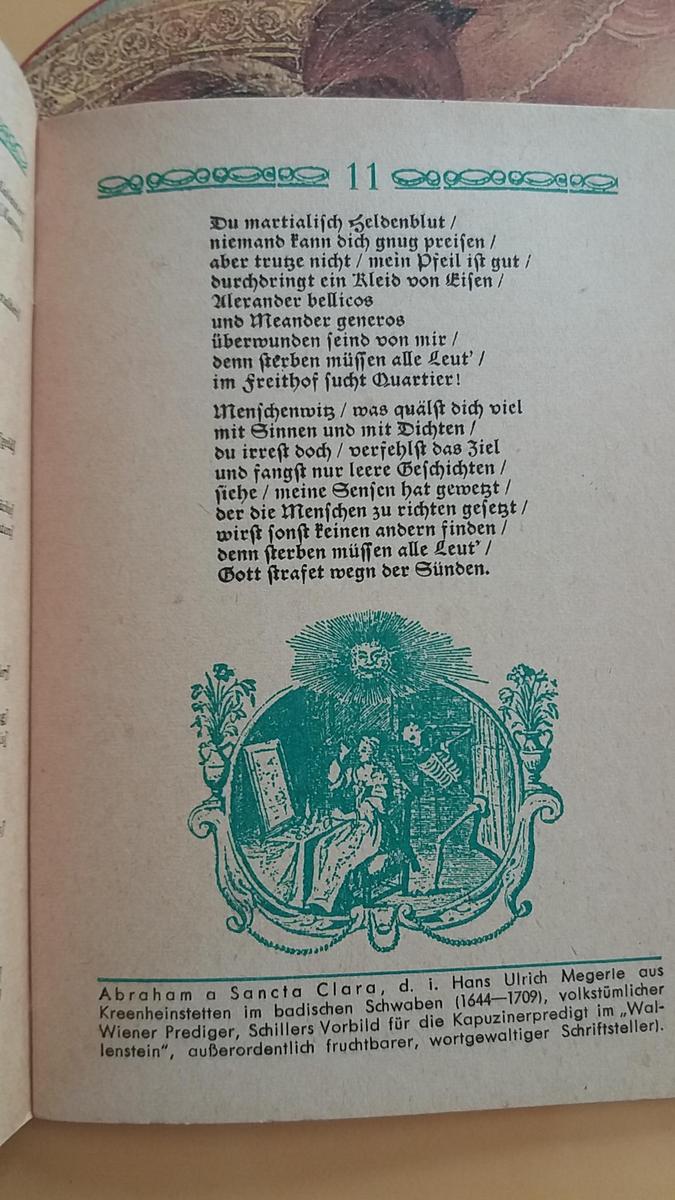 11
Du martialiſch Heldenblut /
niemand kann dich gnug preiſen /
aber trutze nicht / mein Pfeil iſt gut /
durchdringt ein Kleid von Eiſen /
Alexander bellicos
und Meander generos
überwunden ſeind von mir /
denn ſterben müſſen alle Leut' /
im Freithof ſucht Quartier!
Menſchenwitz / was quälſt dich viel
mit Sinnen und mit Dichten /
du irreſt doch / verfehlſt das Ziel
und fangſt nur leere Geſchichten /
ſiehe / meine Senſen hat gewetzt /
der die Menſchen zu richten geſetzt /
wirſt ſonſt keinen andern finden /
denn ſterben müſſen alle Leut' /
Gott ſtrafet wegn der Sünden.
Abraham a Sancta Clara, d. i. Hans Ulrich Megerle aus
Kreenheinstetten im badischen Schwaben (1644—1709), volkstümlicher
Wiener Prediger, Schillers Vorbild für die Kapuzinerpredigt im „Wal-
lenstein“, außerordentlich fruchtbarer, wortgewaltiger Schriftsteller).